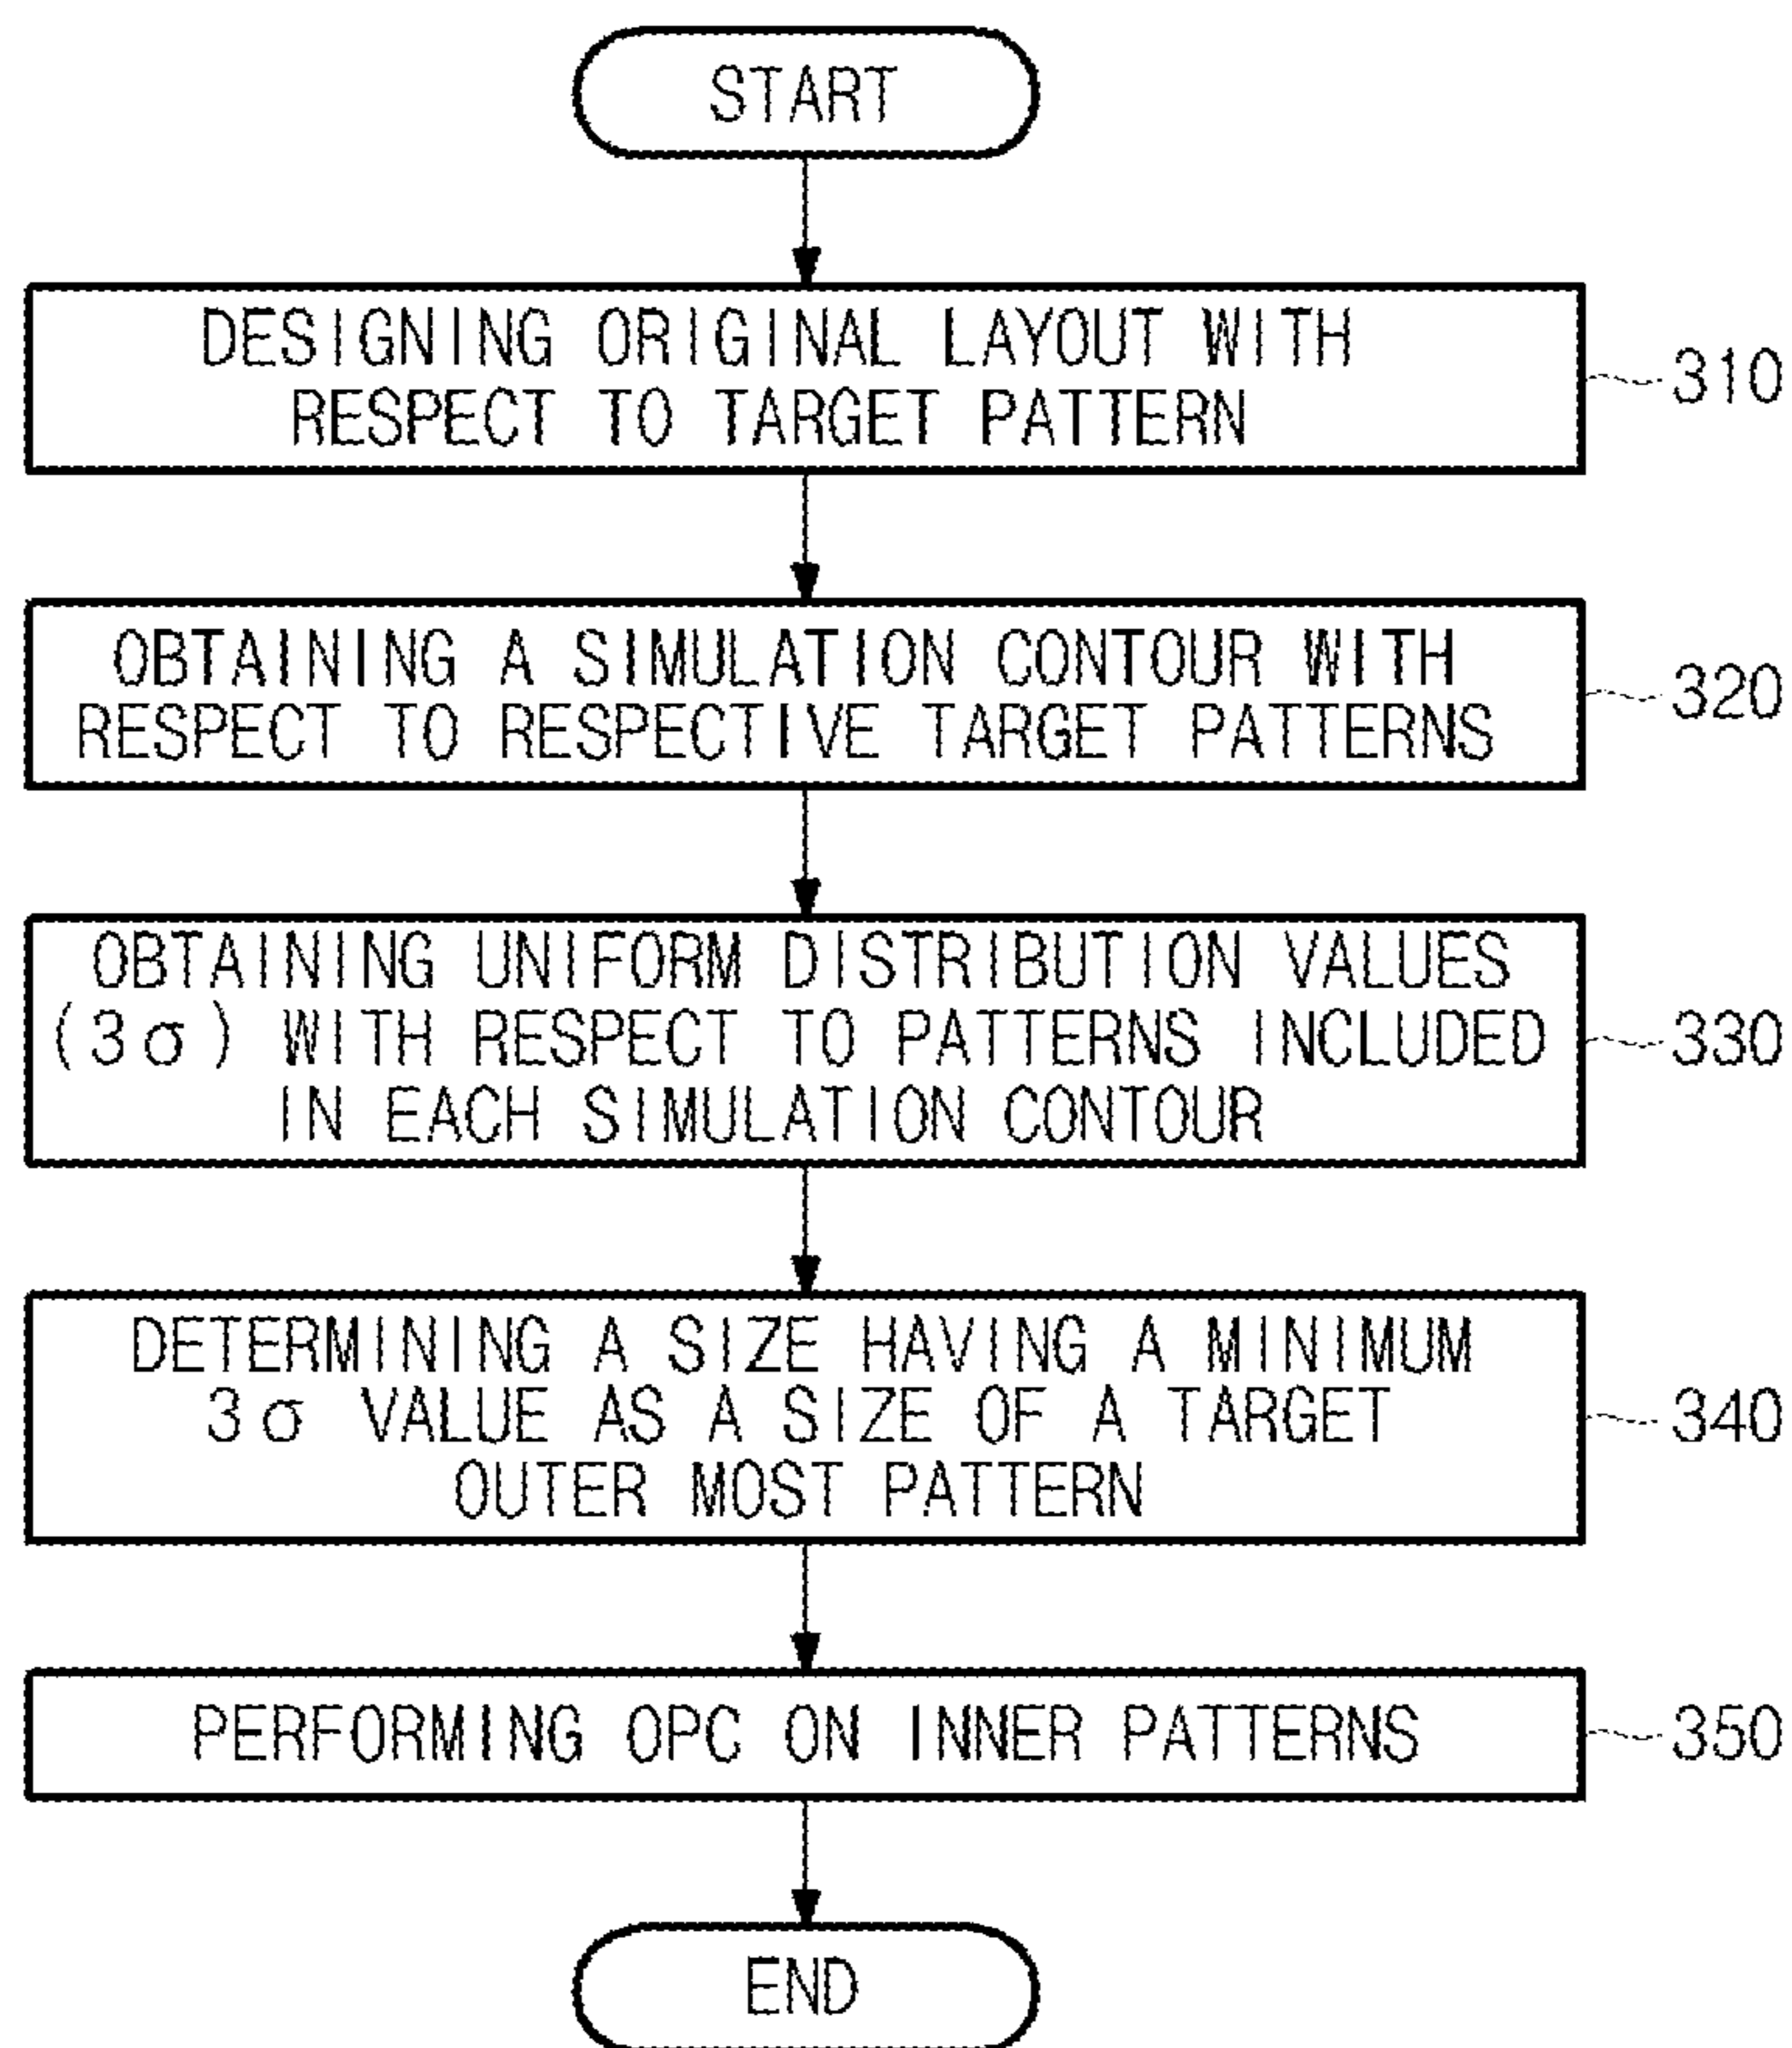 START
DESIGNING ORIGINAL LAYOUT WITH
RESPECT TO TARGET PATTERN
310
OBTAINING A SIMULATION CONTOUR WITH
RESPECT TO RESPECTIVE TARGET PATTERNS
320
OBTAINING UNIFORM DISTRIBUTION VALUES
(3σ) WITH RESPECT TO PATTERNS INCLUDED
IN EACH SIMULATION CONTOUR
330
DETERMINING A SIZE HAVING A MINIMUM
3σ VALUE AS A SIZE OF A TARGET
OUTER MOST PATTERN
340
PERFORMING OPC ON INNER PATTERNS
350
END